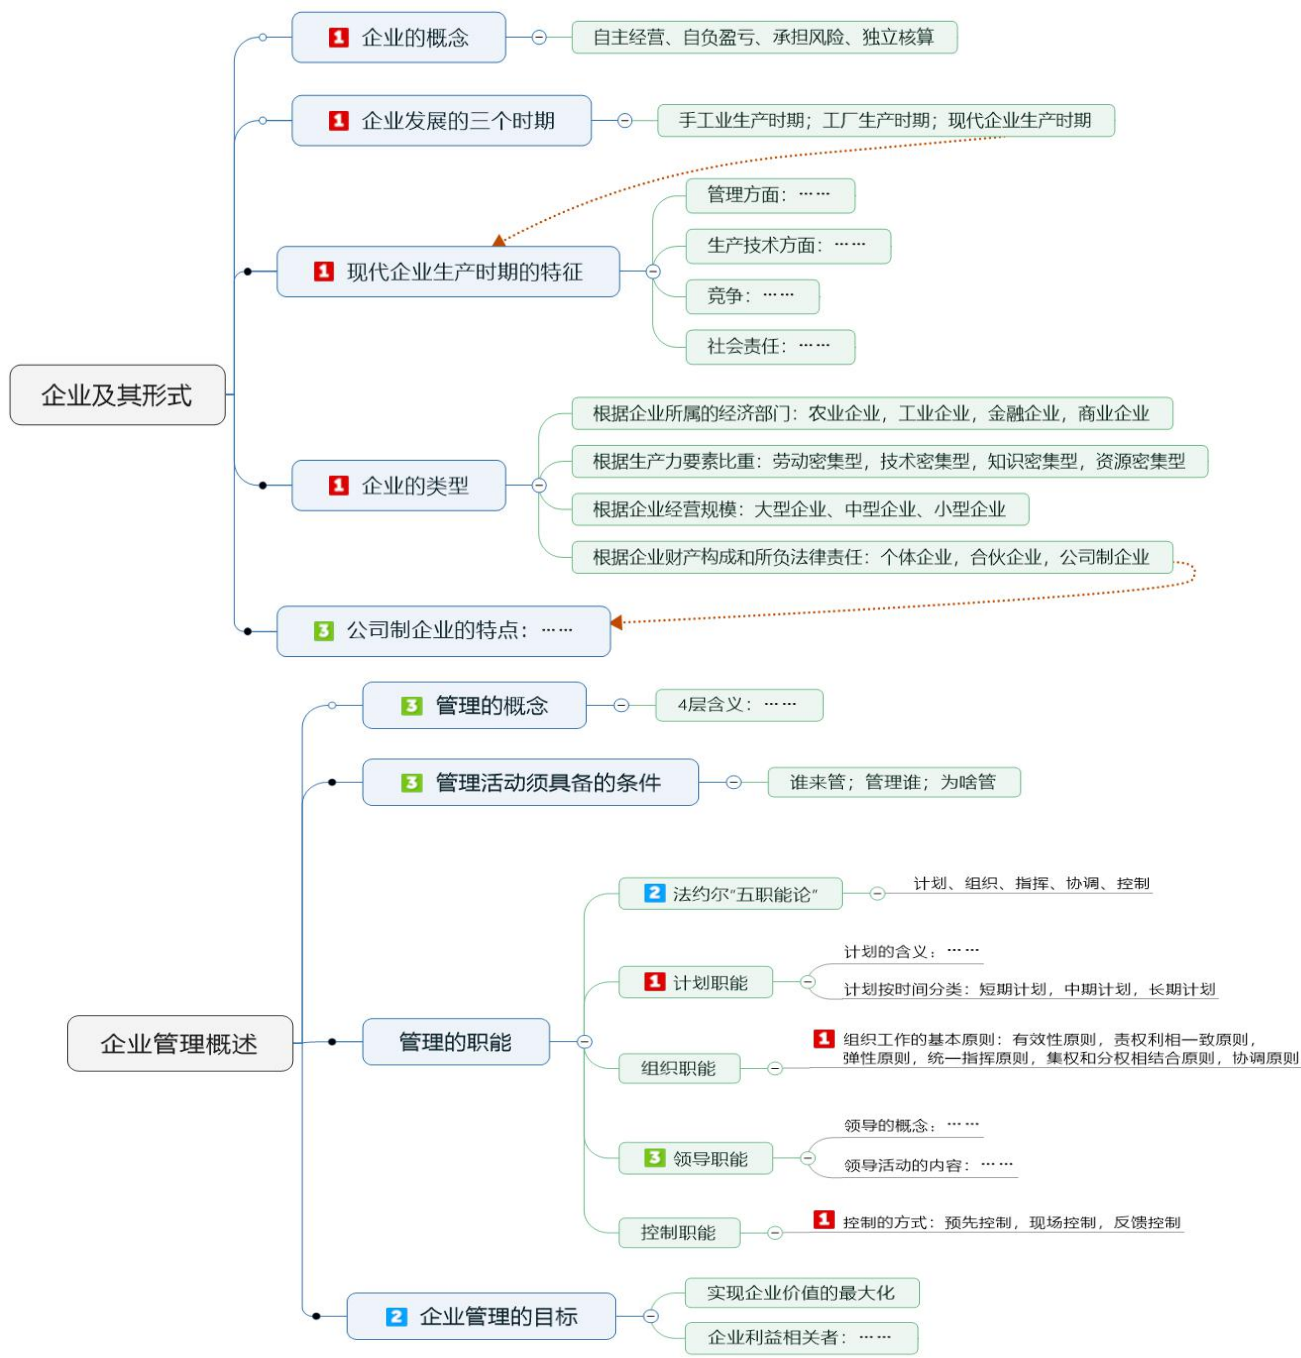 企业及其形式
1 企业的概念
自主经营、自负盈亏、承担风险、独立核算
1 企业发展的三个时期
手工业生产时期；工厂生产时期；现代企业生产时期
1 现代企业生产时期的特征
管理方面：……
生产技术方面：……
竞争：……
社会责任：……
1 企业的类型
根据企业所属的经济部门：农业企业，工业企业，金融企业，商业企业
根据生产力要素比重：劳动密集型，技术密集型，知识密集型，资源密集型
根据企业经营规模：大型企业、中型企业、小型企业
根据企业财产构成和所负法律责任：个体企业，合伙企业，公司制企业
3 公司制企业的特点：……
企业管理概述
3 管理的概念
4层含义：……
3 管理活动须具备的条件
谁来管；管理谁；为啥管
管理的职能
2 法约尔“五职能论”
计划、组织、指挥、协调、控制
1 计划职能
计划的含义：……
计划按时间分类：短期计划，中期计划，长期计划
组织职能
1 组织工作的基本原则：有效性原则，责权利相一致原则，
弹性原则，统一指挥原则，集权和分权相结合原则，协调原则
3 领导职能
领导的概念：……
领导活动的内容：……
控制职能
1 控制的方式：预先控制，现场控制，反馈控制
2 企业管理的目标
实现企业价值的最大化
企业利益相关者：……